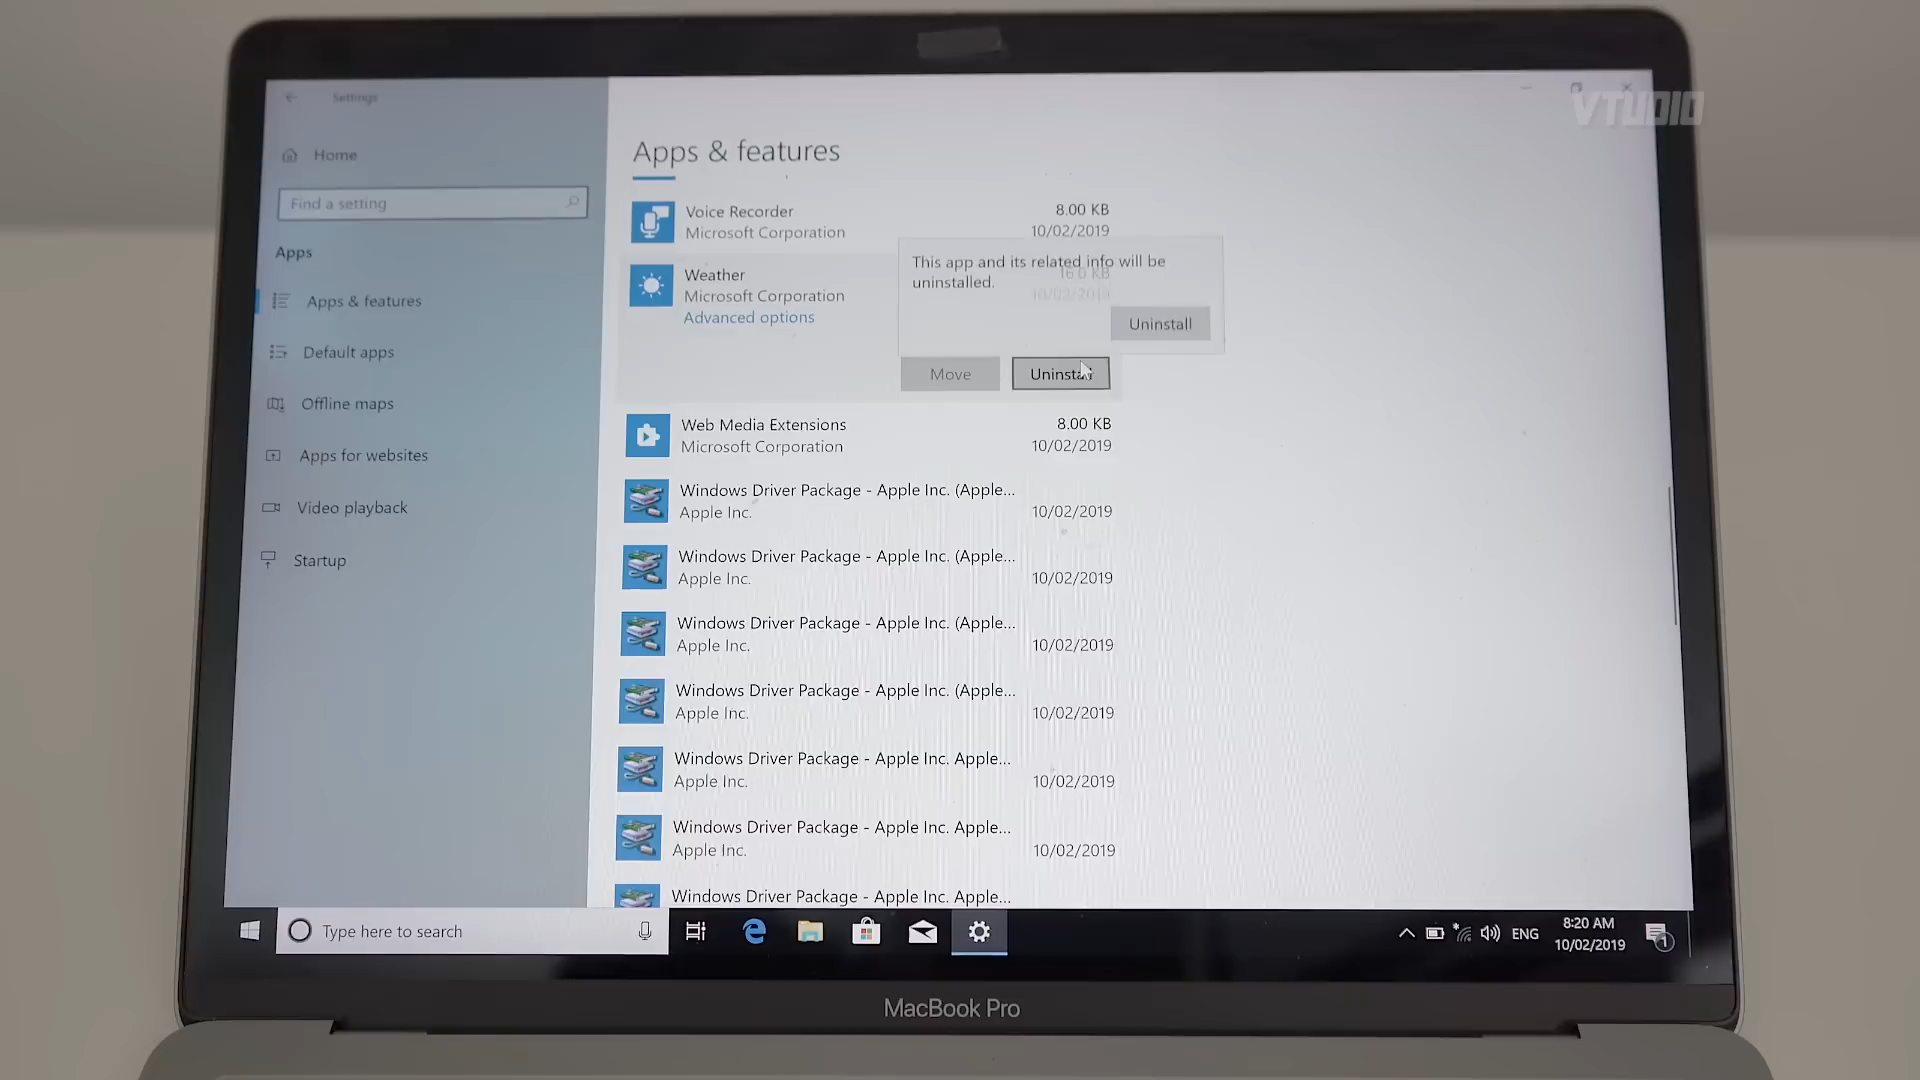 Settings
VTUDIO
Home
Find a setting
Apps
Apps & features
Default apps
Offline maps
Apps for websites
Video playback
Startup
Apps & features
Voice Recorder
8.00 KB
Microsoft Corporation
10/02/2019
Weather
16.0 KB
Microsoft Corporation
10/02/2019
Advanced options
This app and its related info will be
uninstalled.
Uninstall
Move
Uninstall
Web Media Extensions
8.00 KB
Microsoft Corporation
10/02/2019
Windows Driver Package - Apple Inc. (Apple...
Apple Inc.
10/02/2019
Windows Driver Package - Apple Inc. (Apple...
Apple Inc.
10/02/2019
Windows Driver Package - Apple Inc. (Apple...
Apple Inc.
10/02/2019
Windows Driver Package - Apple Inc. (Apple...
Apple Inc.
10/02/2019
Windows Driver Package - Apple Inc. Apple...
Apple Inc.
10/02/2019
Windows Driver Package - Apple Inc. Apple...
Apple Inc.
10/02/2019
Windows Driver Package - Apple Inc. Apple...
Type here to search
ENG
8:20 AM
10/02/2019
1
MacBook Pro